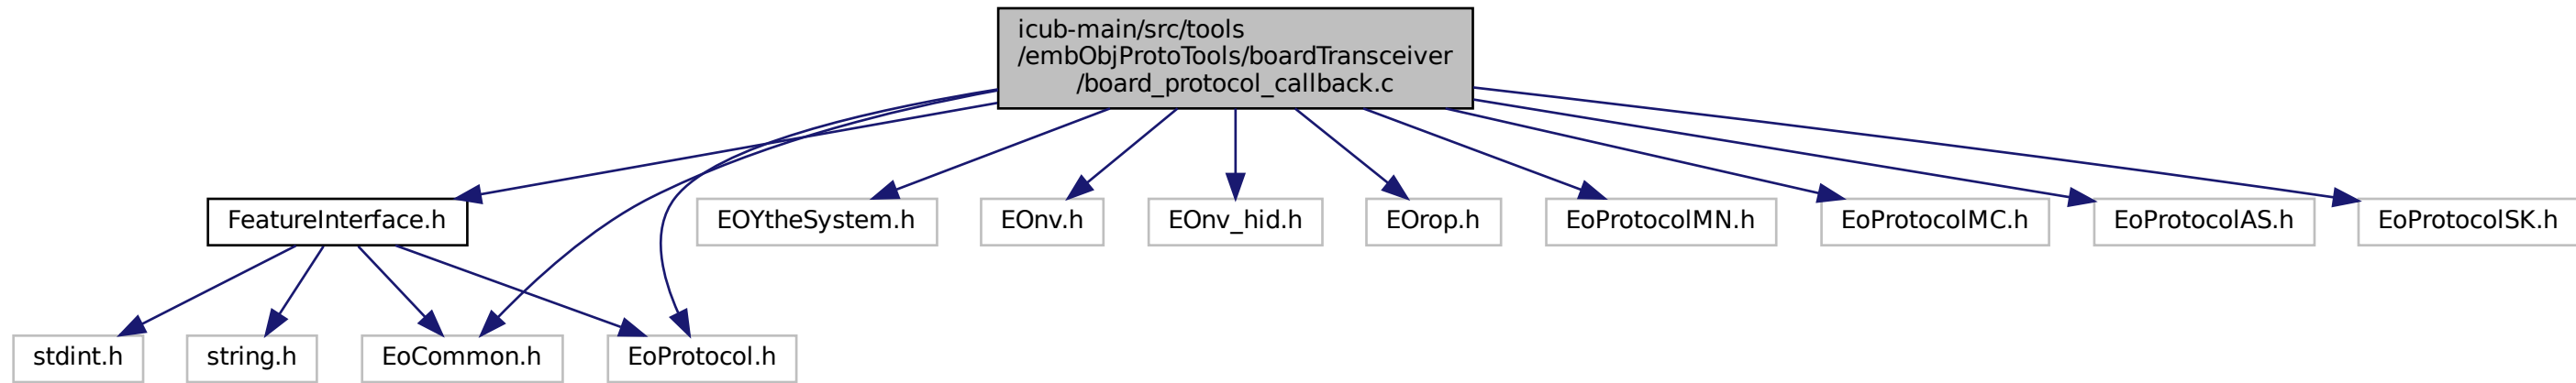 icub-main/src/tools
/embObjProtoTools/boardTransceiver
/board_protocol_callback.c
FeatureInterface.h
EOYtheSystem.h
EOnv.h
EOnv_hid.h
EOrop.h
EoProtocolMN.h
EoProtocolMC.h
EoProtocolAS.h
EoProtocolSK.h
stdint.h
string.h
EoCommon.h
EoProtocol.h